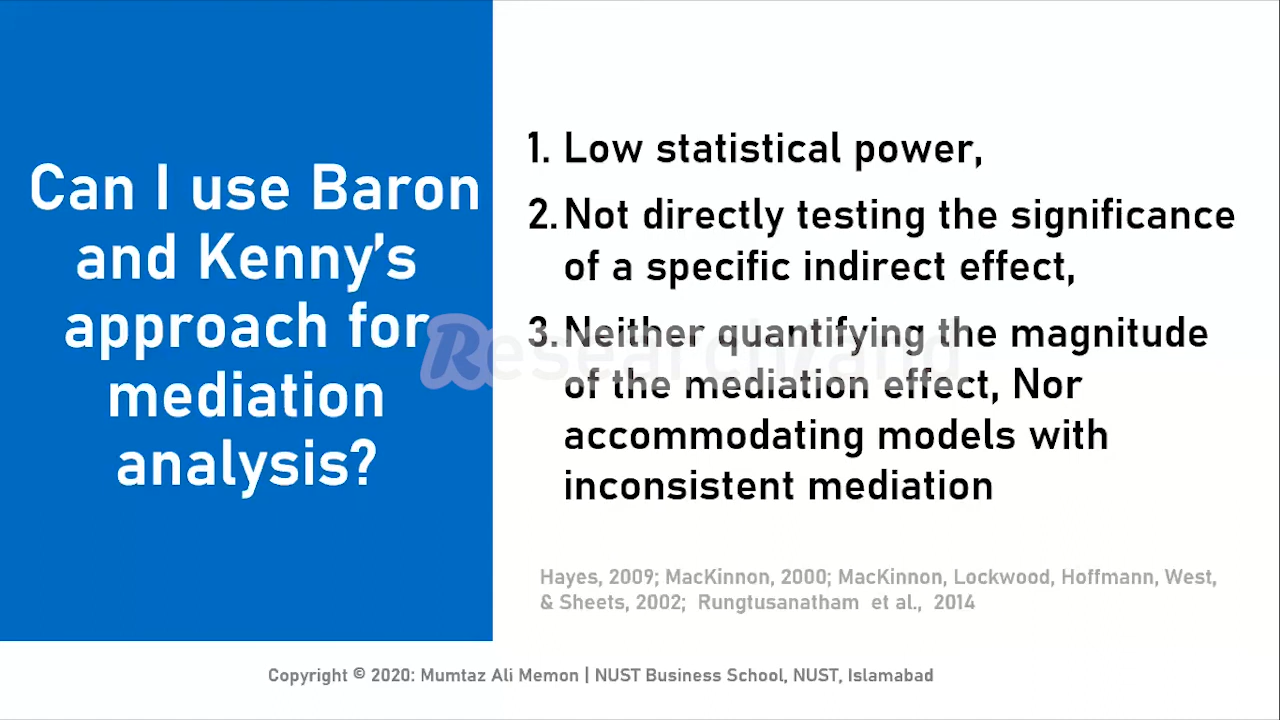 Can I use Baron
and Kenny's
approach for
mediation
analysis?
1. Low statistical power,
2. Not directly testing the significance
of a specific indirect effect,
3. Neither quantifying the magnitude
of the mediation effect, Nor
accommodating models with
inconsistent mediation
Hayes, 2009; MacKinnon, 2000; MacKinnon, Lockwood, Hoffmann, West,
& Sheets, 2002; Rungtusanatham et al., 2014
Copyright © 2020: Mumtaz Ali Memon | NUST Business School, NUST, Islamabad